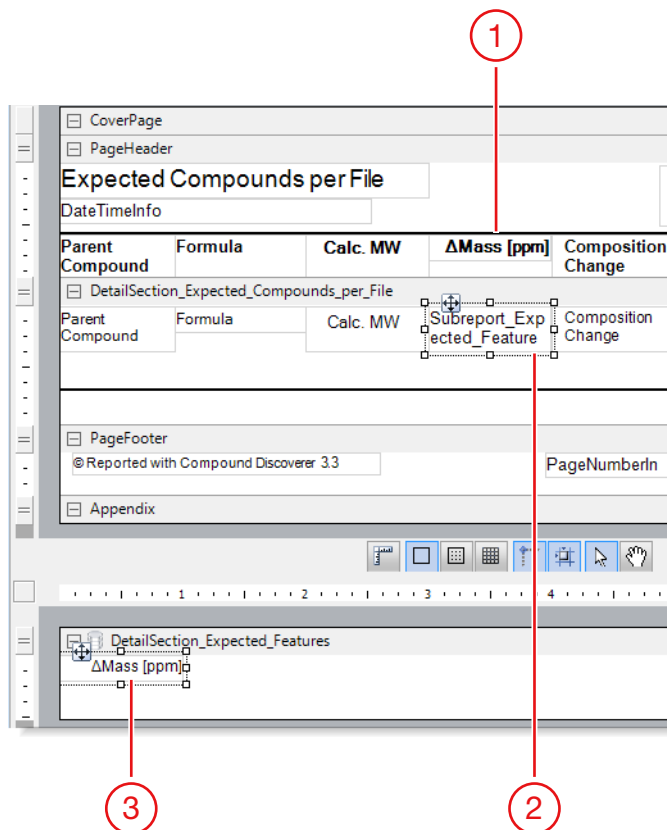 1
CoverPage
PageHeader
Expected Compounds per File
DateTimeInfo
Parent Compound
Formula
Calc. MW
ΔMass [ppm]
Composition Change
DetailSection_Expected_Compounds_per_File
Parent Compound
Formula
Calc. MW
Subreport_Exp
ected_Feature
Composition Change
PageFooter
© Reported with Compound Discoverer 3.3
PageNumberIn
Appendix
1 2 3 4
DetailSection_Expected_Features
ΔMass [ppm]
3
2